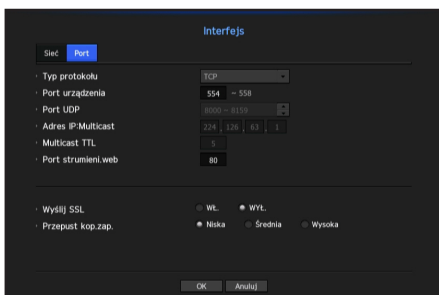 Interfejs
Sieć Port
Typ protokołu TCP
Port urządzenia 554 ~ 558
Port UDP 8000 ~ 8159
Adres IP:Multicast 224 , 126 , 63 , 1
Multicast TTL 5
Port strumieni.web 80
Wyślij SSL WŁ. WYŁ.
Przepust kop.zap. Niska Średnia Wysoka
OK Anuluj